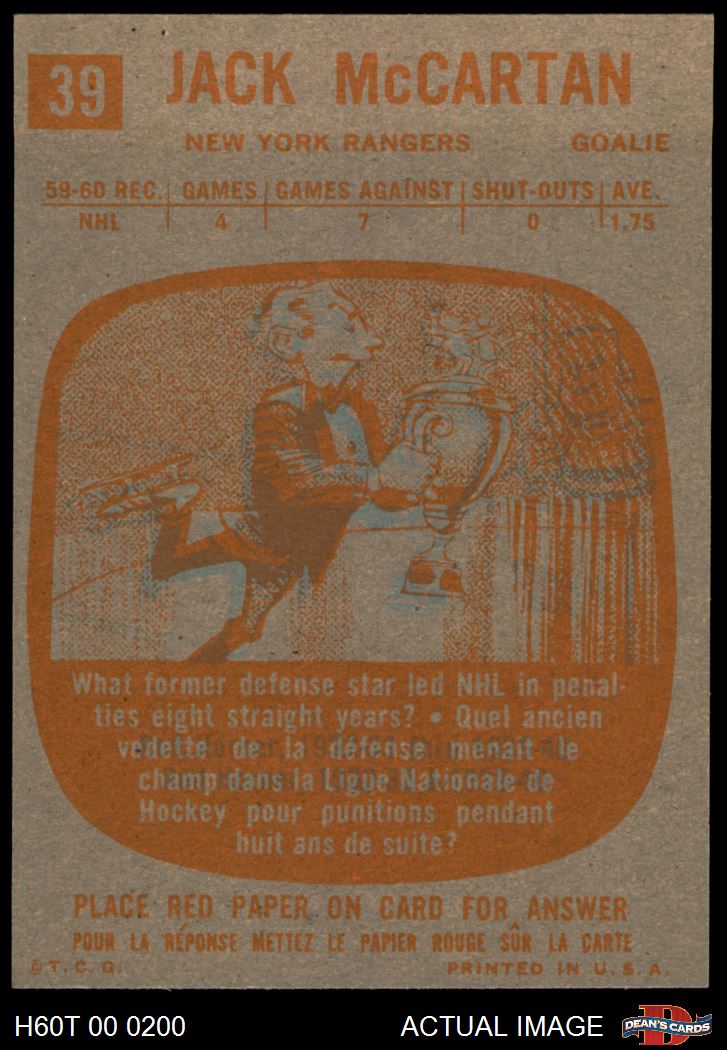 39 JACK McCARTAN
NEW YORK RANGERS GOALIE
59-60 REC. GAMES GAMES AGAINST SHUT-OUTS AVE.
NHL 4 7 0 1.75
What former defense star led NHL in penal-
ties eight straight years? • Quel ancien
vedette de la défense menait le
champ dans la Ligue Nationale de
Hockey pour punitions pendant
huit ans de suite?
PLACE RED PAPER ON CARD FOR ANSWER
POUR LA RÉPONSE METTEZ LE PAPIER ROUGE SÛR LA CARTE
© T. C. G. PRINTED IN U. S. A.
H60T 00 0200 ACTUAL IMAGE DEAN'S CARDS